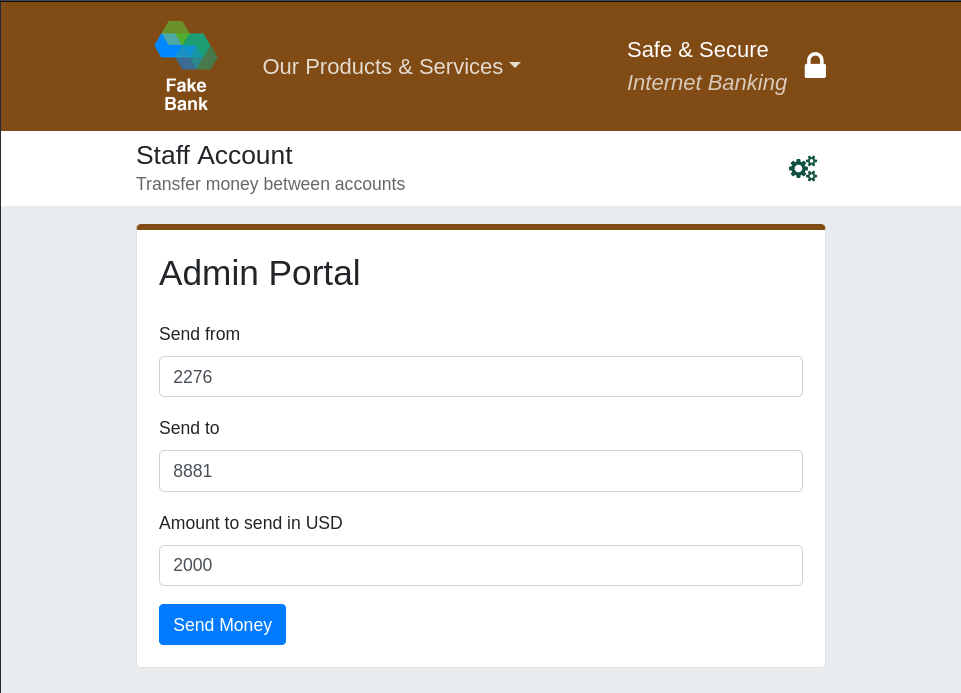 Fake
Bank
Our Products & Services
Safe & Secure
Internet Banking
Staff Account
Transfer money between accounts
Admin Portal
Send from
2276
Send to
8881
Amount to send in USD
2000
Send Money